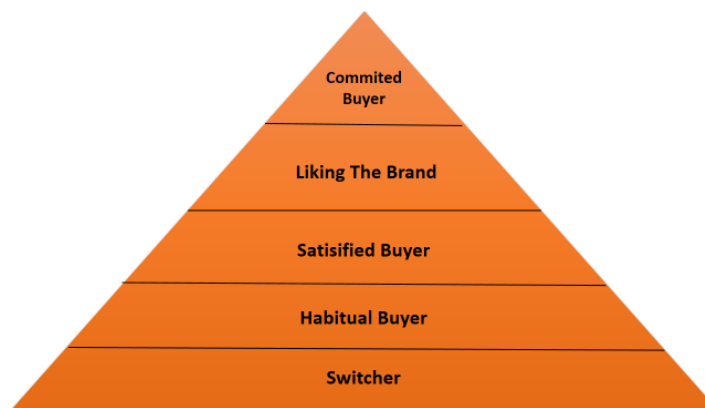 Commited
Buyer
Liking The Brand
Satisified Buyer
Habitual Buyer
Switcher